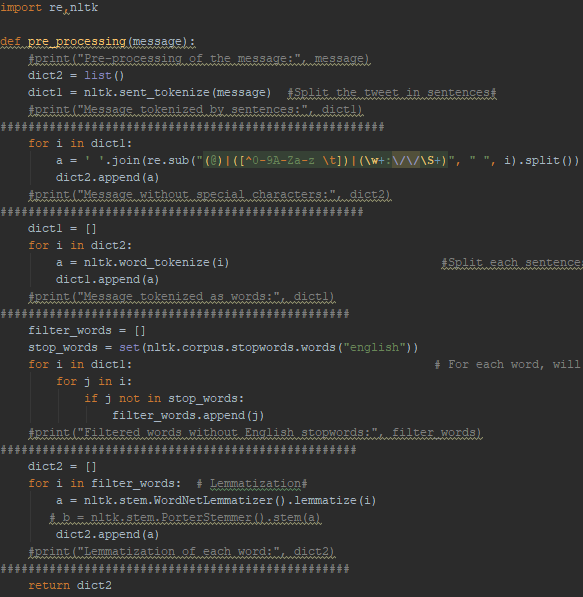 import re,nltk

def pre_processing(message):
    #print("Pre-processing of the message:", message)
    dict2 = list()
    dict1 = nltk.sent_tokenize(message)  #Split the tweet in sentences#
    #print("Message tokenized by sentences:", dict1)
#######################################################
    for i in dict1:
        a = ' '.join(re.sub("(@)|([^0-9A-Za-z \t])|(\w+:\/\/\S+)", " ", i).split())
        dict2.append(a)
    #print("Message without special characters:", dict2)
####################################################
    dict1 = []
    for i in dict2:
        a = nltk.word_tokenize(i)                              #Split each sentences
        dict1.append(a)
    #print("Message tokenized as words:", dict1)
##################################################
    filter_words = []
    stop_words = set(nltk.corpus.stopwords.words("english"))
    for i in dict1:                                           # For each word, will
        for j in i:
            if j not in stop_words:
                filter_words.append(j)
    #print("Filtered words without English stopwords:", filter_words)
###################################################
    dict2 = []
    for i in filter_words:  # Lemmatization#
        a = nltk.stem.WordNetLemmatizer().lemmatize(i)
       # b = nltk.stem.PorterStemmer().stem(a)
        dict2.append(a)
    #print("Lemmatization of each word:", dict2)
##################################################
    return dict2